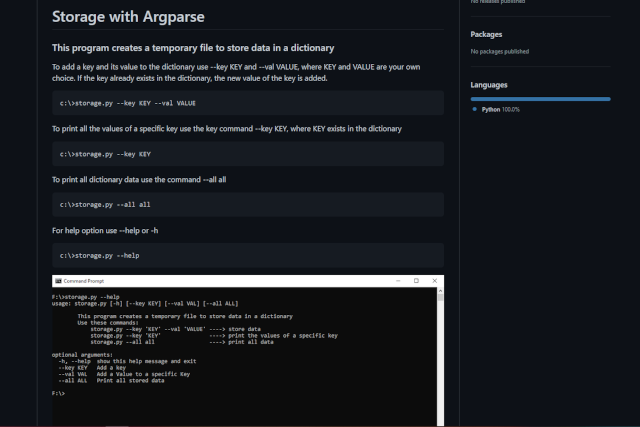 No releases published
Storage with Argparse
This program creates a temporary file to store data in a dictionary
To add a key and its value to the dictionary use --key KEY and --val VALUE, where KEY and VALUE are your own
choice. If the key already exists in the dictionary, the new value of the key is added.
c:\>storage.py --key KEY --val VALUE
To print all the values of a specific key use the key command --key KEY, where KEY exists in the dictionary
c:\>storage.py --key KEY
To print all dictionary data use the command --all all
c:\>storage.py --all all
For help option use --help or -h
c:\>storage.py --help
Packages
No packages published
Languages
Python 100.0%
Command Prompt
F:\>storage.py --help
usage: storage.py [-h] [--key KEY] [--val VAL] [--all ALL]
This program creates a temporary file to store data in a dictionary
Use these commands:
storage.py --key 'KEY' --val 'VALUE' ----> store data
storage.py --key 'KEY' ----> print the values of a specific key
storage.py --all all ----> print all data
optional arguments:
-h, --help show this help message and exit
--key KEY Add a key
--val VAL Add a Value to a specific Key
--all ALL Print all stored data
F:\>